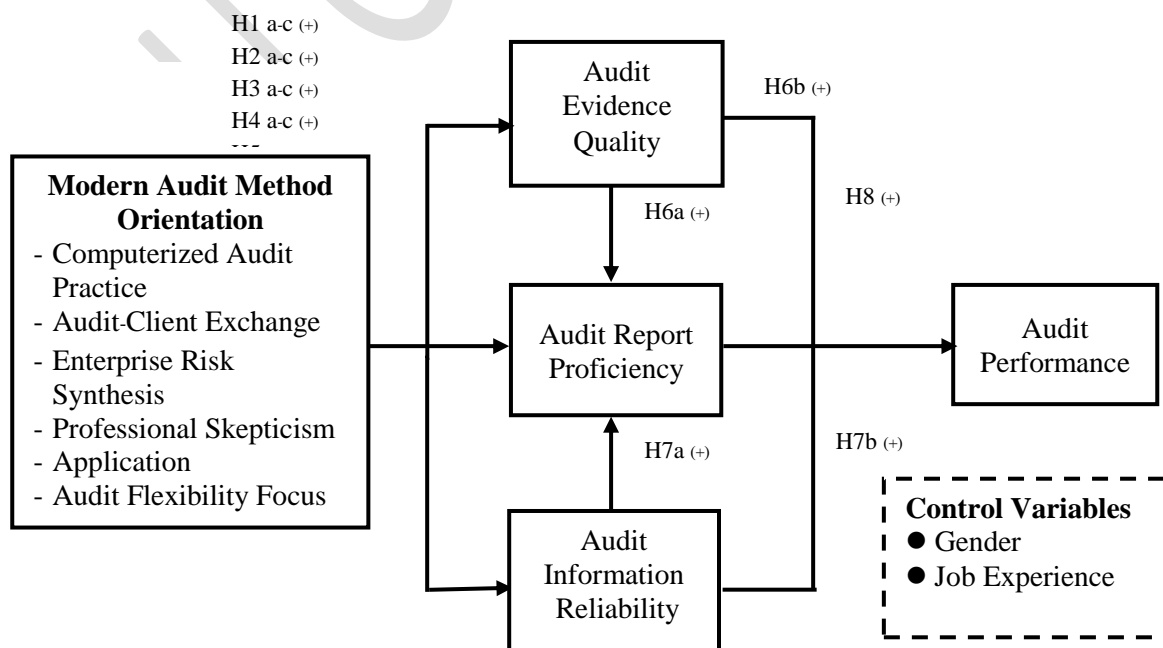 H1 a-c (+)
H2 a-c (+)
H3 a-c (+)
H4 a-c (+)
Modern Audit Method
Orientation
- Computerized Audit
Practice
- Audit-Client Exchange
- Enterprise Risk
Synthesis
- Professional Skepticism
- Application
- Audit Flexibility Focus
Audit
Evidence
Quality
H6a (+)
Audit Report
Proficiency
H7a (+)
Audit
Information
Reliability
H6b (+)
H8 (+)
H7b (+)
Audit
Performance
Control Variables
● Gender
● Job Experience